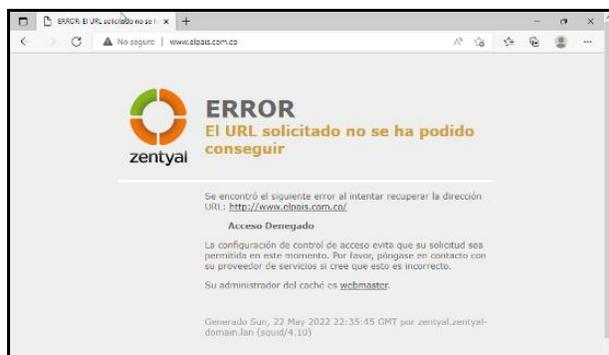 ERROR: El URL solicitado no se h
No seguro | www.elpais.com.co
zentyal
ERROR
El URL solicitado no se ha podido
conseguir
Se encontró el siguiente error al intentar recuperar la dirección
URL: http://www.elpais.com.co/
Acceso Denegado
La configuración de control de acceso evita que su solicitud sea
permitida en este momento. Por favor, póngase en contacto con
su proveedor de servicios si cree que esto es incorrecto.
Su administrador del caché es webmaster.
Generado Sun, 22 May 2022 22:35:45 GMT por zentyal.zentyal-
domain.lan (squid/4.10)